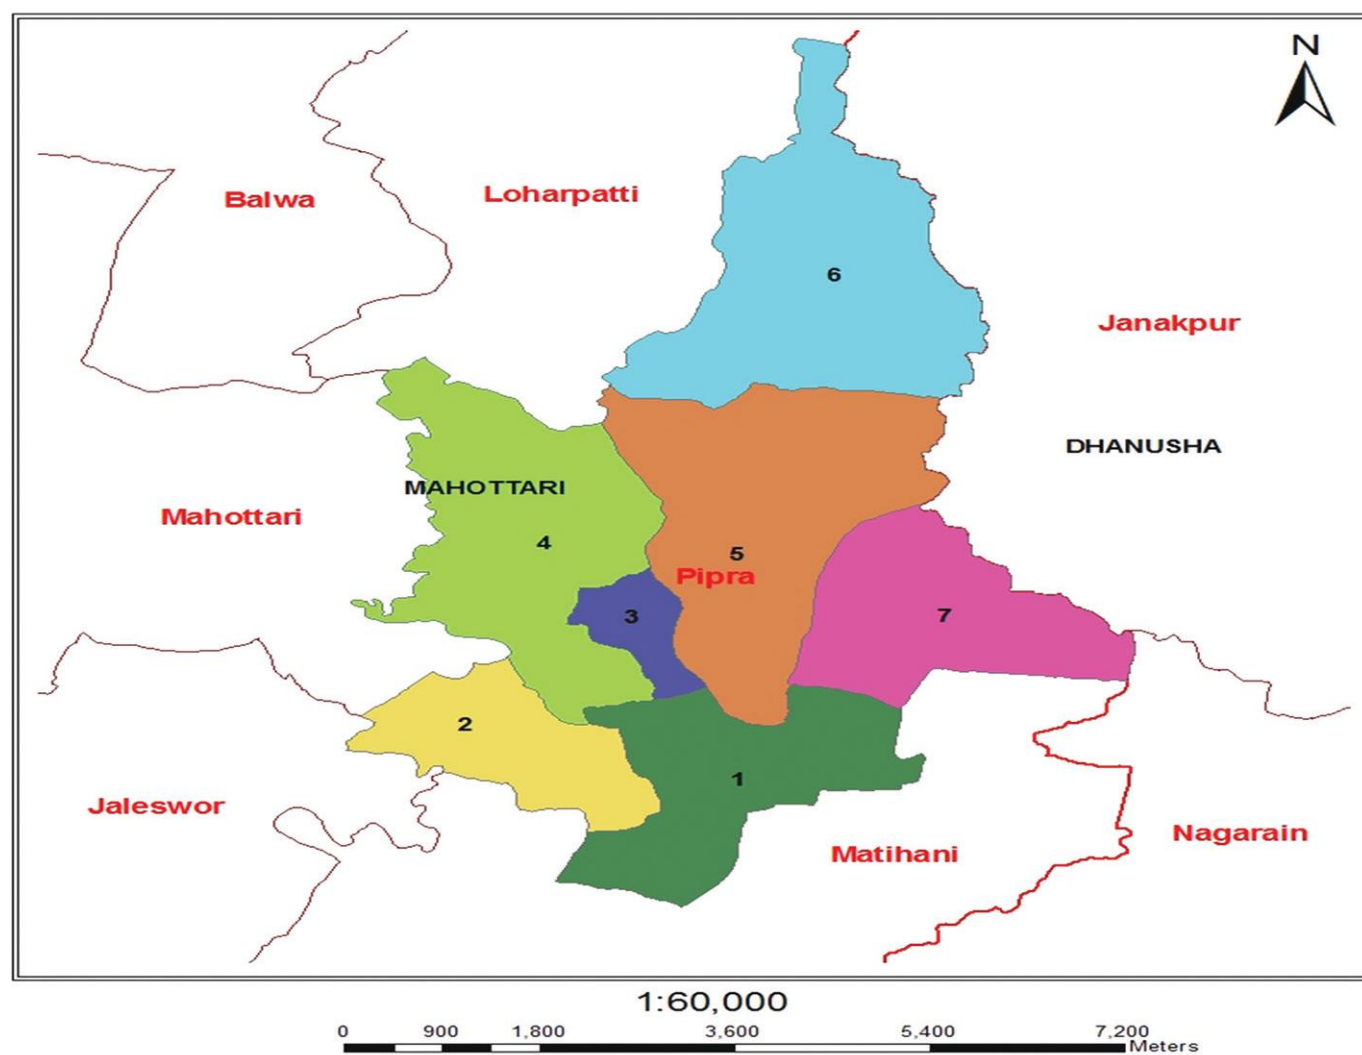 N
Balwa
Loharpatti
6
Janakpur
DHANUSHA
MAHOTTARI
Mahottari
4
5
Pipra
3
7
2
1
Jaleswor
Matihani
Nagarain
1:60,000
0 900 1,800 3,600 5,400 7,200
Meters